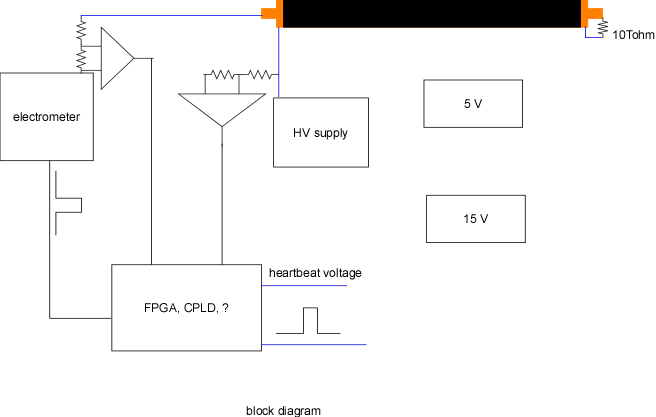 10Tohm
5 V
electrometer
HV supply
15 V
heartbeat voltage
FPGA, CPLD, ?
block diagram